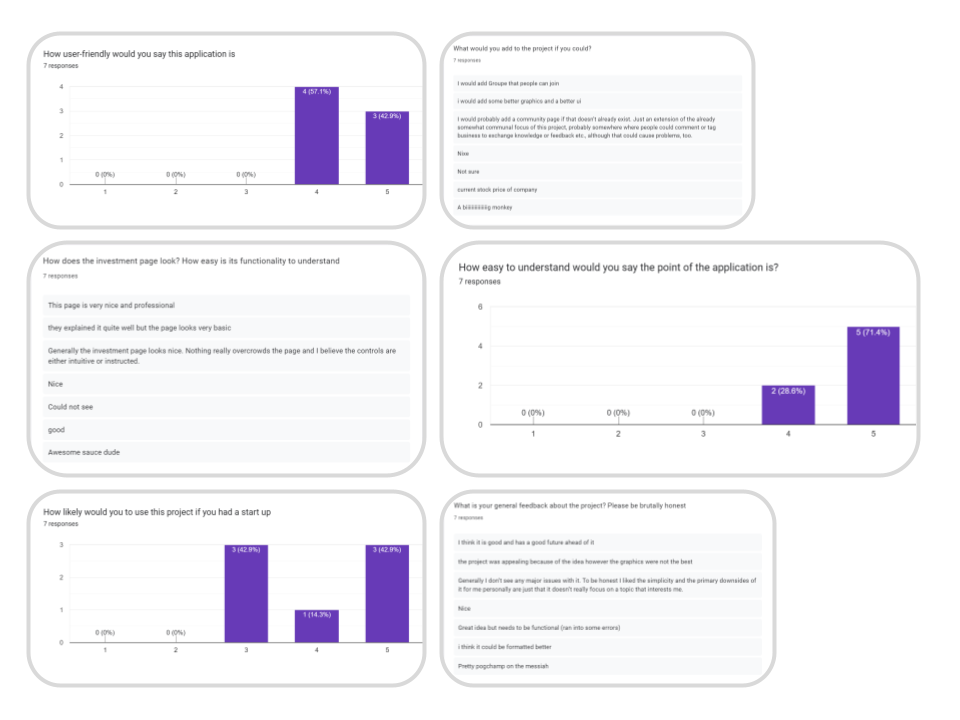 How user-friendly would you say this application is
7 responses
4
3
2
1
0
0 (0%)
0 (0%)
0 (0%)
4 (57.1%)
3 (42.9%)
1
2
3
4
5
What would you add to the project if you could?
7 responses
I would add Groups that people can join
i would add some better graphics and a better ui
I would probably add a community page if that doesn't already exist. Just an extension of the already
somewhat communal focus of this project, probably somewhere where people could comment or tag
business to exchange knowledge or feedback etc., although that could cause problems, too.
Nice
Not sure
current stock price of company
A monkey
How does the investment page look? How easy is its functionality to understand
7 responses
This page is very nice and professional
they explained it quite well but the page looks very basic
Generally the investment page looks nice. Nothing really overcrowds the page and I believe the controls are
either intuitive or instructed.
Nice
Could not see
good
Awesome sauce dude
How easy to understand would you say the point of the application is?
7 responses
6
4
2
0
0 (0%)
0 (0%)
0 (0%)
2 (28.6%)
5 (71.4%)
1
2
3
4
5
How likely would you to use this project if you had a start up
7 responses
3
2
1
0
0 (0%)
0 (0%)
3 (42.9%)
1 (14.3%)
3 (42.9%)
1
2
3
4
5
What is your general feedback about the project? Please be brutally honest
7 responses
I think it is good and has a good future ahead of it
the project was appealing because of the idea however the graphics were not the best
Generally I don't see any major issues with it. To be honest I liked the simplicity and the primary downsides of
it for me personally are just that it doesn't really focus on a topic that interests me.
Nice
Great idea but needs to be functional (ran into some errors)
I think it could be formatted better
Pretty pogchamp on the messiah